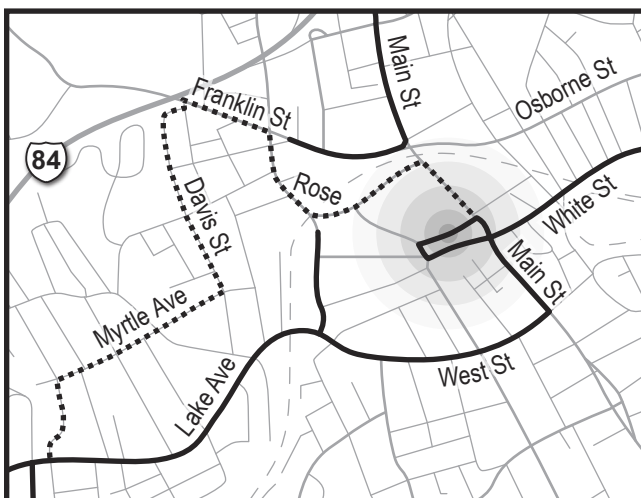 Main St
Osborne St
Franklin St
84
Rose
White St
Davis St
Main St
Myrtle Ave
West St
Lake Ave